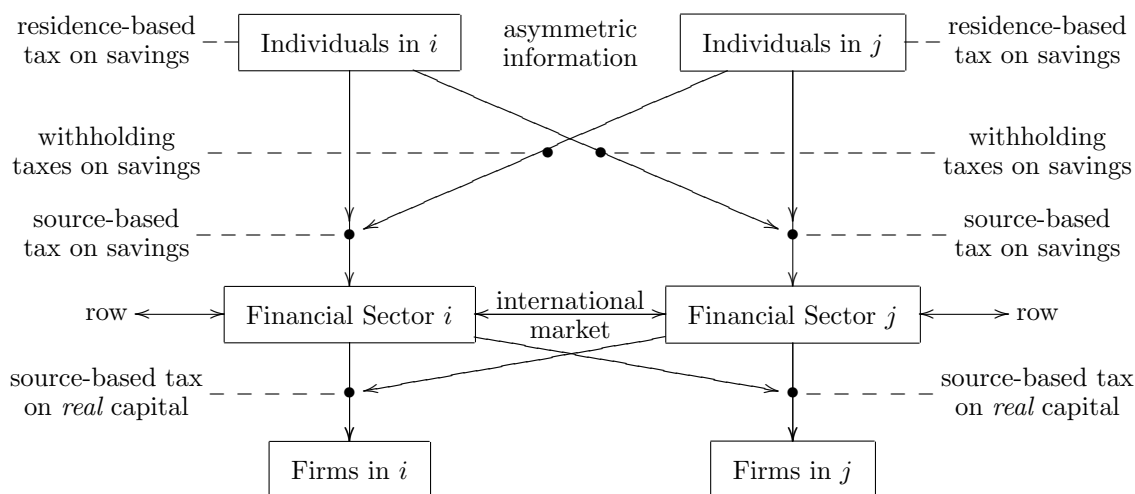 residence-based
tax on savings
Individuals in i
asymmetric
information
Individuals in j
residence-based
tax on savings
withholding
taxes on savings
withholding
taxes on savings
source-based
tax on savings
source-based
tax on savings
row
Financial Sector i
international
market
Financial Sector j
row
source-based tax
on real capital
source-based tax
on real capital
Firms in i
Firms in j